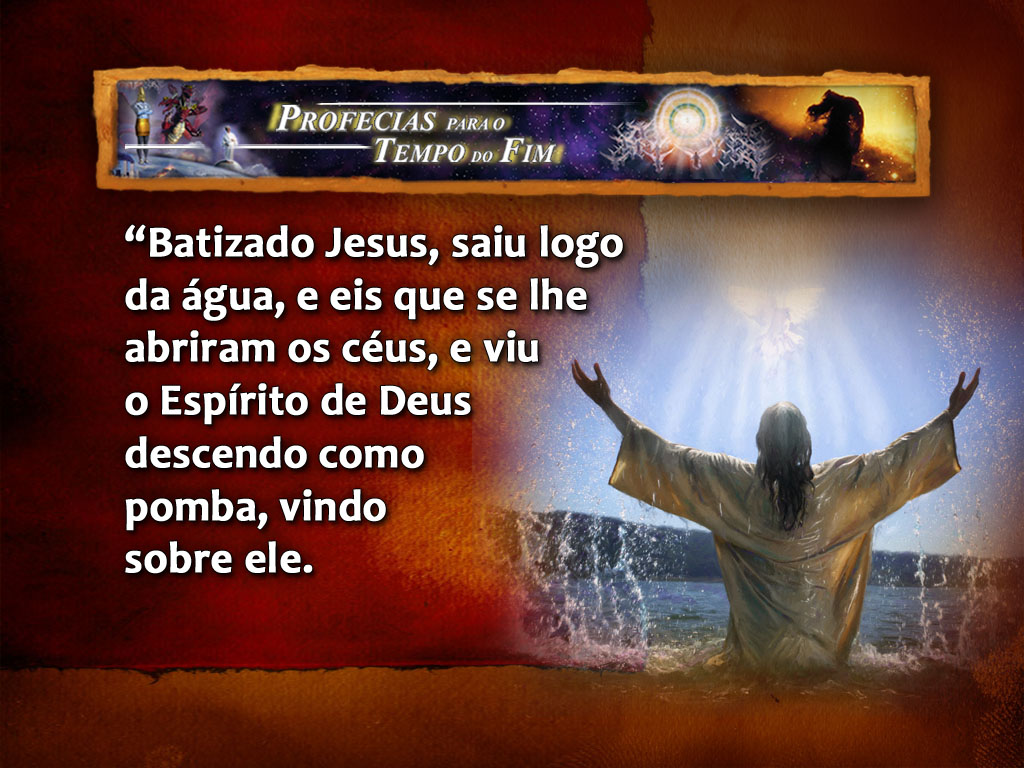 PROFECIAS PARA O
TEMPO DO FIM
“Batizado Jesus, saiu logo
da água, e eis que se lhe
abriram os céus, e viu
o Espírito de Deus
descendo como
pomba, vindo
sobre ele.